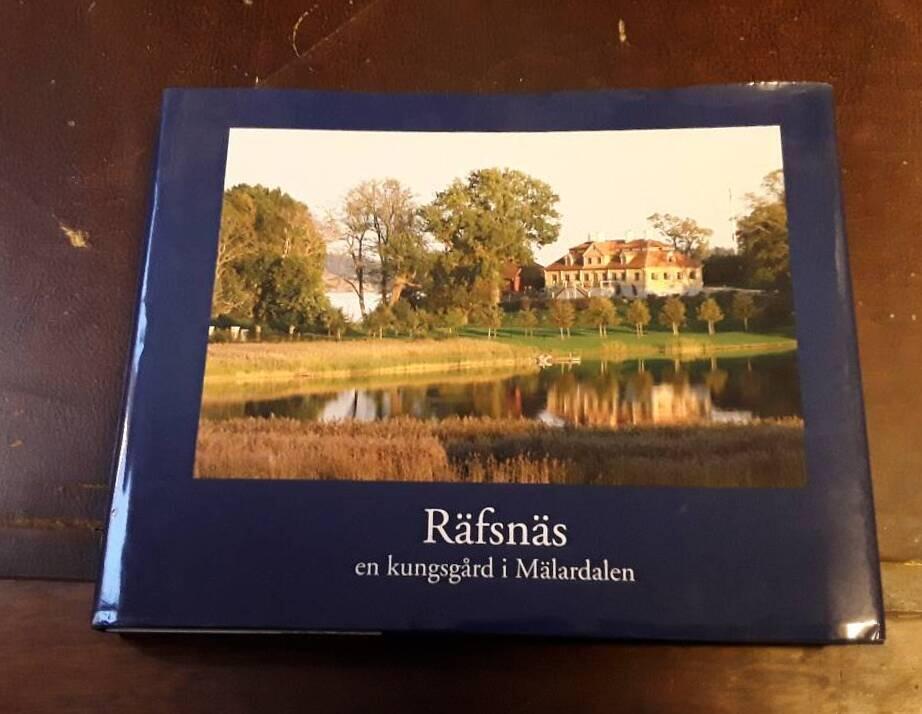 Räfsnäs
en kungsgård i Mälardalen